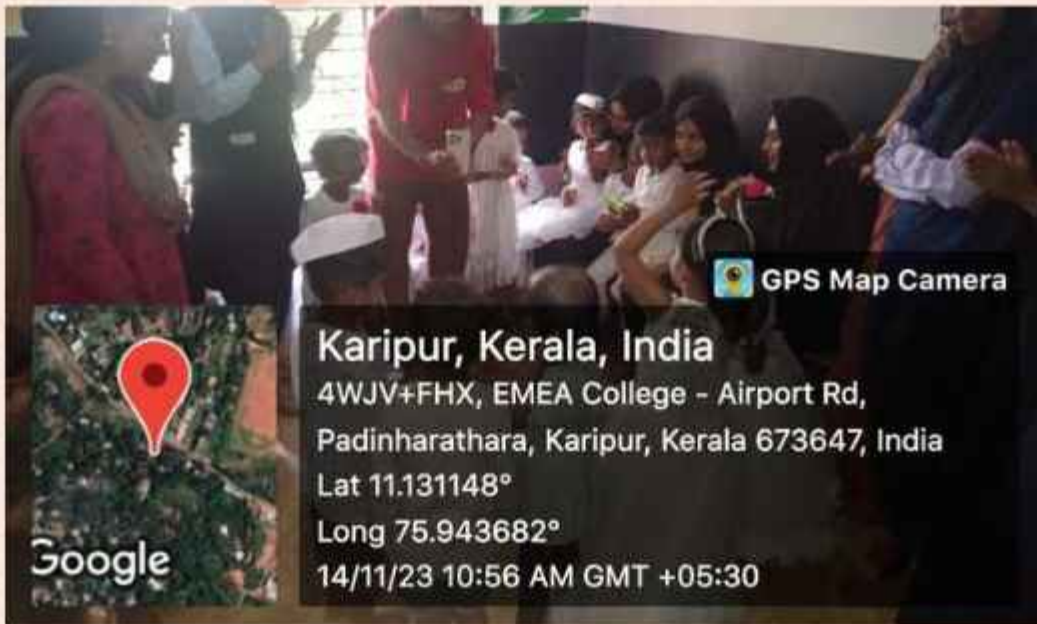 GPS Map Camera
Karipur, Kerala, India
4WJV+FHX, EMEA College - Airport Rd,
Padinharathara, Karipur, Kerala 673647, India
Lat 11.131148°
Long 75.943682°
14/11/23 10:56 AM GMT +05:30
Google